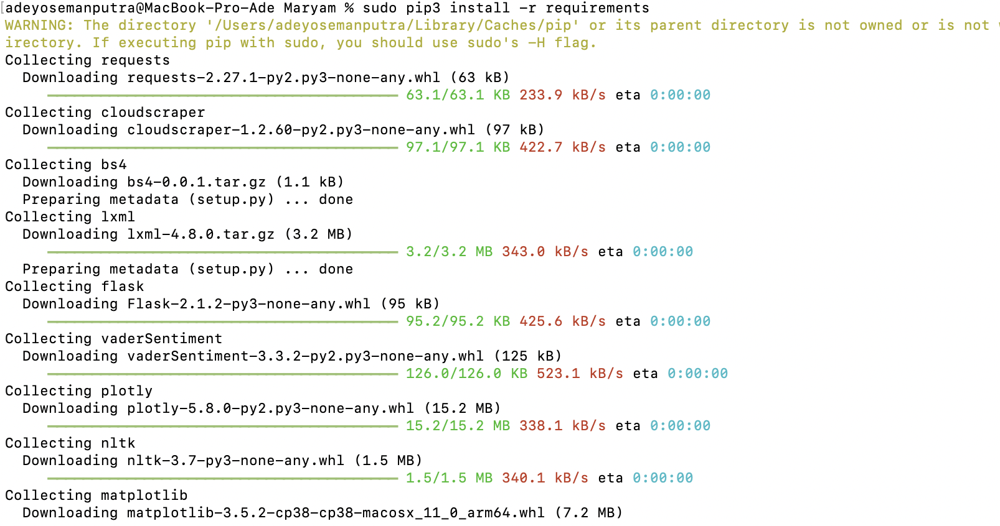 [adeyosemanputra@MacBook-Pro-Ade Maryam % sudo pip3 install -r requirements
WARNING: The directory '/Users/adeyosemanputra/Library/Caches/pip' or its parent directory is not owned or is not
irectory. If executing pip with sudo, you should use sudo's -H flag.
Collecting requests
Downloading requests-2.27.1-py2.py3-none-any.whl (63 kB)
63.1/63.1 KB 233.9 kB/s eta 0:00:00
Collecting cloudscraper
Downloading cloudscraper-1.2.60-py2.py3-none-any.whl (97 kB)
97.1/97.1 KB 422.7 kB/s eta 0:00:00
Collecting bs4
Downloading bs4-0.0.1.tar.gz (1.1 kB)
Preparing metadata (setup.py) ... done
Collecting lxml
Downloading lxml-4.8.0.tar.gz (3.2 MB)
3.2/3.2 MB 343.0 kB/s eta 0:00:00
Preparing metadata (setup.py) ... done
Collecting flask
Downloading Flask-2.1.2-py3-none-any.whl (95 kB)
95.2/95.2 KB 425.6 kB/s eta 0:00:00
Collecting vaderSentiment
Downloading vaderSentiment-3.3.2-py2.py3-none-any.whl (125 kB)
126.0/126.0 KB 523.1 kB/s eta 0:00:00
Collecting plotly
Downloading plotly-5.8.0-py2.py3-none-any.whl (15.2 MB)
15.2/15.2 MB 338.1 kB/s eta 0:00:00
Collecting nltk
Downloading nltk-3.7-py3-none-any.whl (1.5 MB)
1.5/1.5 MB 340.1 kB/s eta 0:00:00
Collecting matplotlib
Downloading matplotlib-3.5.2-cp38-cp38-macosx_11_0_arm64.whl (7.2 MB)